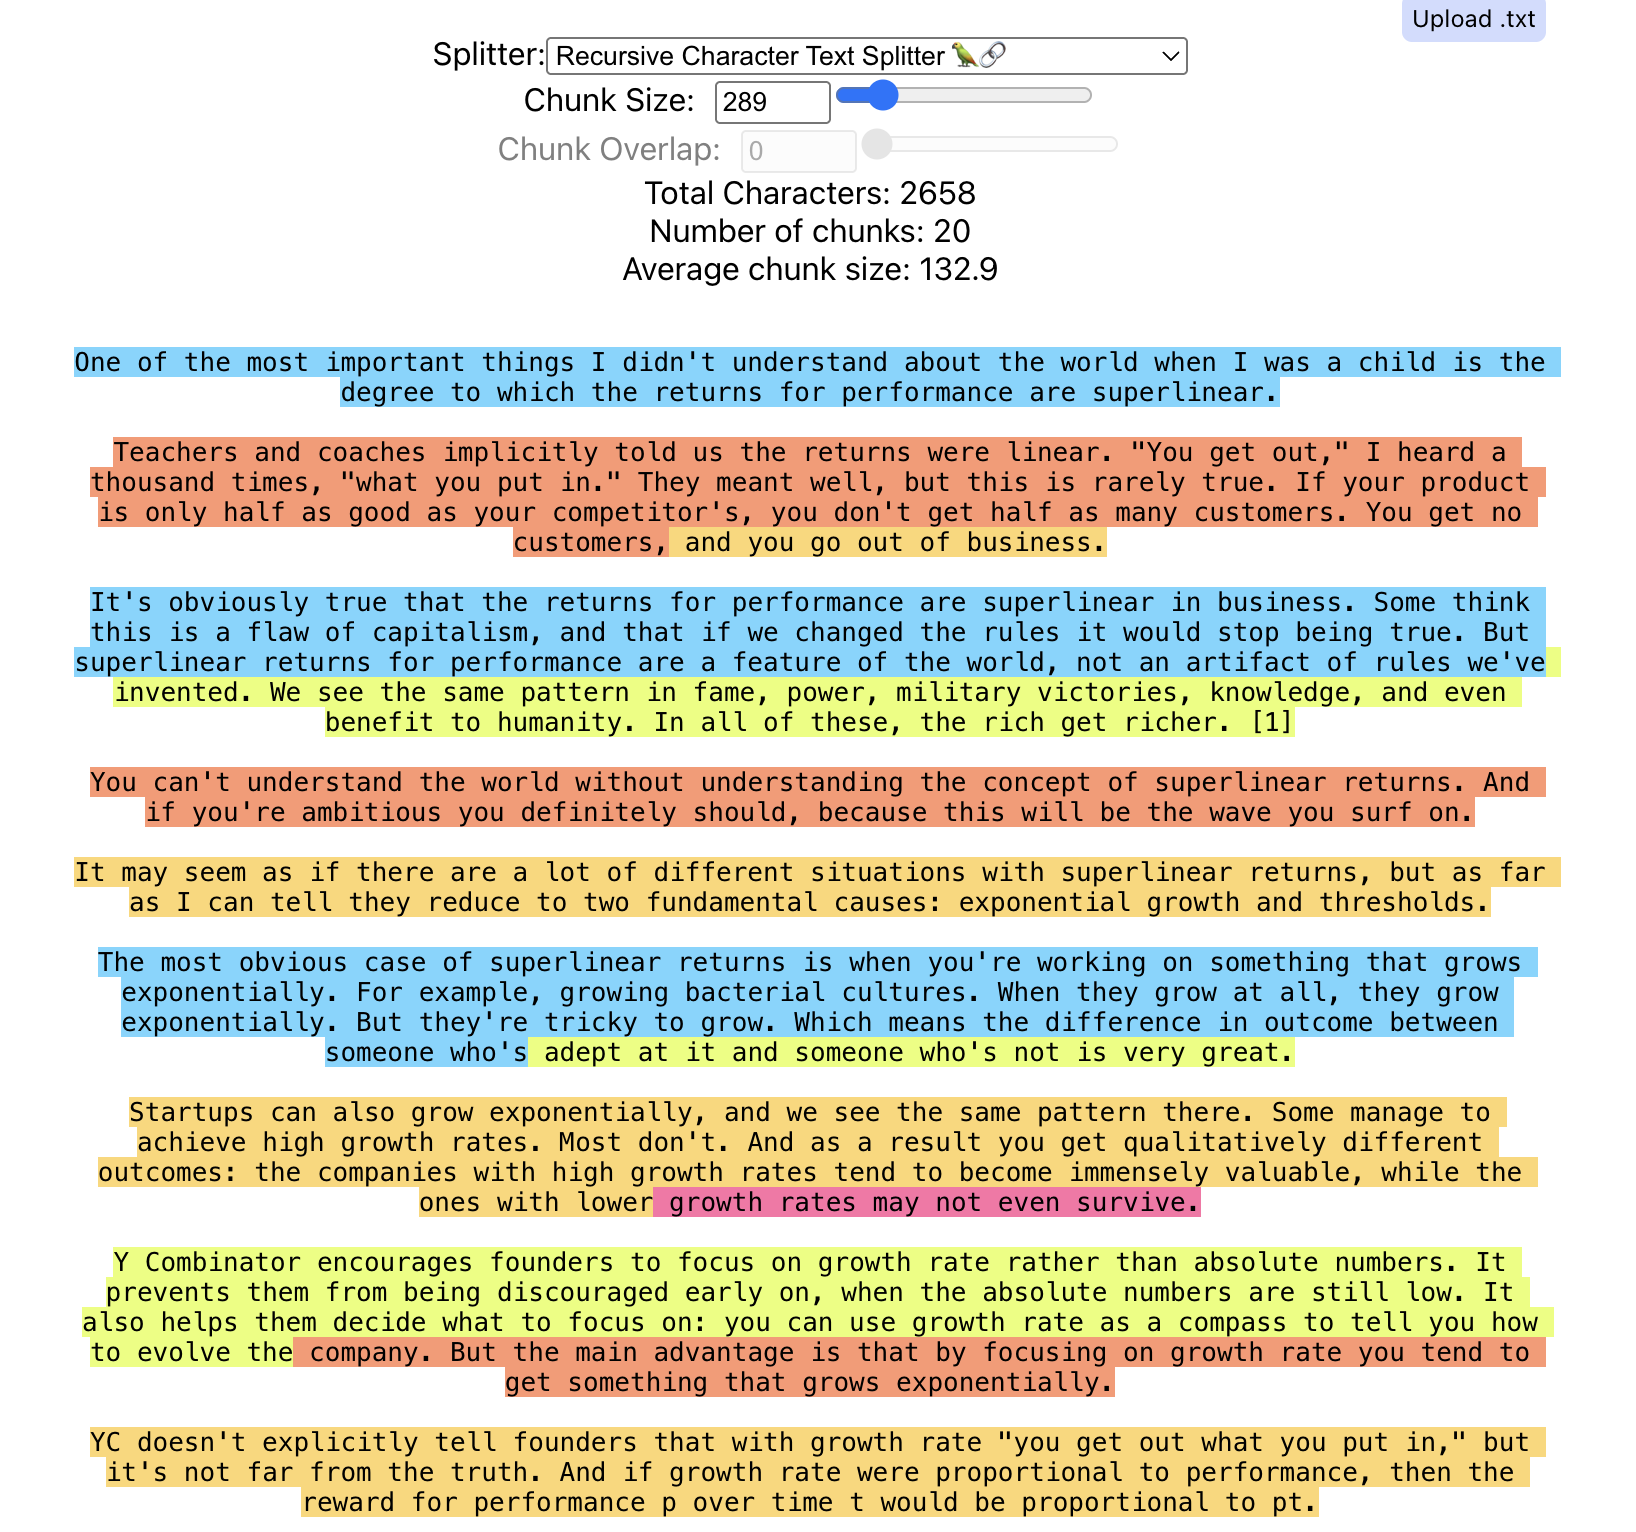 Upload .txt
Splitter: Recursive Character Text Splitter 🦜🔗
Chunk Size: 289
Chunk Overlap: 0
Total Characters: 2658
Number of chunks: 20
Average chunk size: 132.9
One of the most important things I didn't understand about the world when I was a child is the
degree to which the returns for performance are superlinear.
Teachers and coaches implicitly told us the returns were linear. "You get out," I heard a
thousand times, "what you put in." They meant well, but this is rarely true. If your product
is only half as good as your competitor's, you don't get half as many customers. You get no
customers, and you go out of business.
It's obviously true that the returns for performance are superlinear in business. Some think
this is a flaw of capitalism, and that if we changed the rules it would stop being true. But
superlinear returns for performance are a feature of the world, not an artifact of rules we've
invented. We see the same pattern in fame, power, military victories, knowledge, and even
benefit to humanity. In all of these, the rich get richer. [1]
You can't understand the world without understanding the concept of superlinear returns. And
if you're ambitious you definitely should, because this will be the wave you surf on.
It may seem as if there are a lot of different situations with superlinear returns, but as far
as I can tell they reduce to two fundamental causes: exponential growth and thresholds.
The most obvious case of superlinear returns is when you're working on something that grows
exponentially. For example, growing bacterial cultures. When they grow at all, they grow
exponentially. But they're tricky to grow. Which means the difference in outcome between
someone who's adept at it and someone who's not is very great.
Startups can also grow exponentially, and we see the same pattern there. Some manage to
achieve high growth rates. Most don't. And as a result you get qualitatively different
outcomes: the companies with high growth rates tend to become immensely valuable, while the
ones with lower growth rates may not even survive.
Y Combinator encourages founders to focus on growth rate rather than absolute numbers. It
prevents them from being discouraged early on, when the absolute numbers are still low. It
also helps them decide what to focus on: you can use growth rate as a compass to tell you how
to evolve the company. But the main advantage is that by focusing on growth rate you tend to
get something that grows exponentially.
YC doesn't explicitly tell founders that with growth rate "you get out what you put in," but
it's not far from the truth. And if growth rate were proportional to performance, then the
reward for performance p over time t would be proportional to pt.